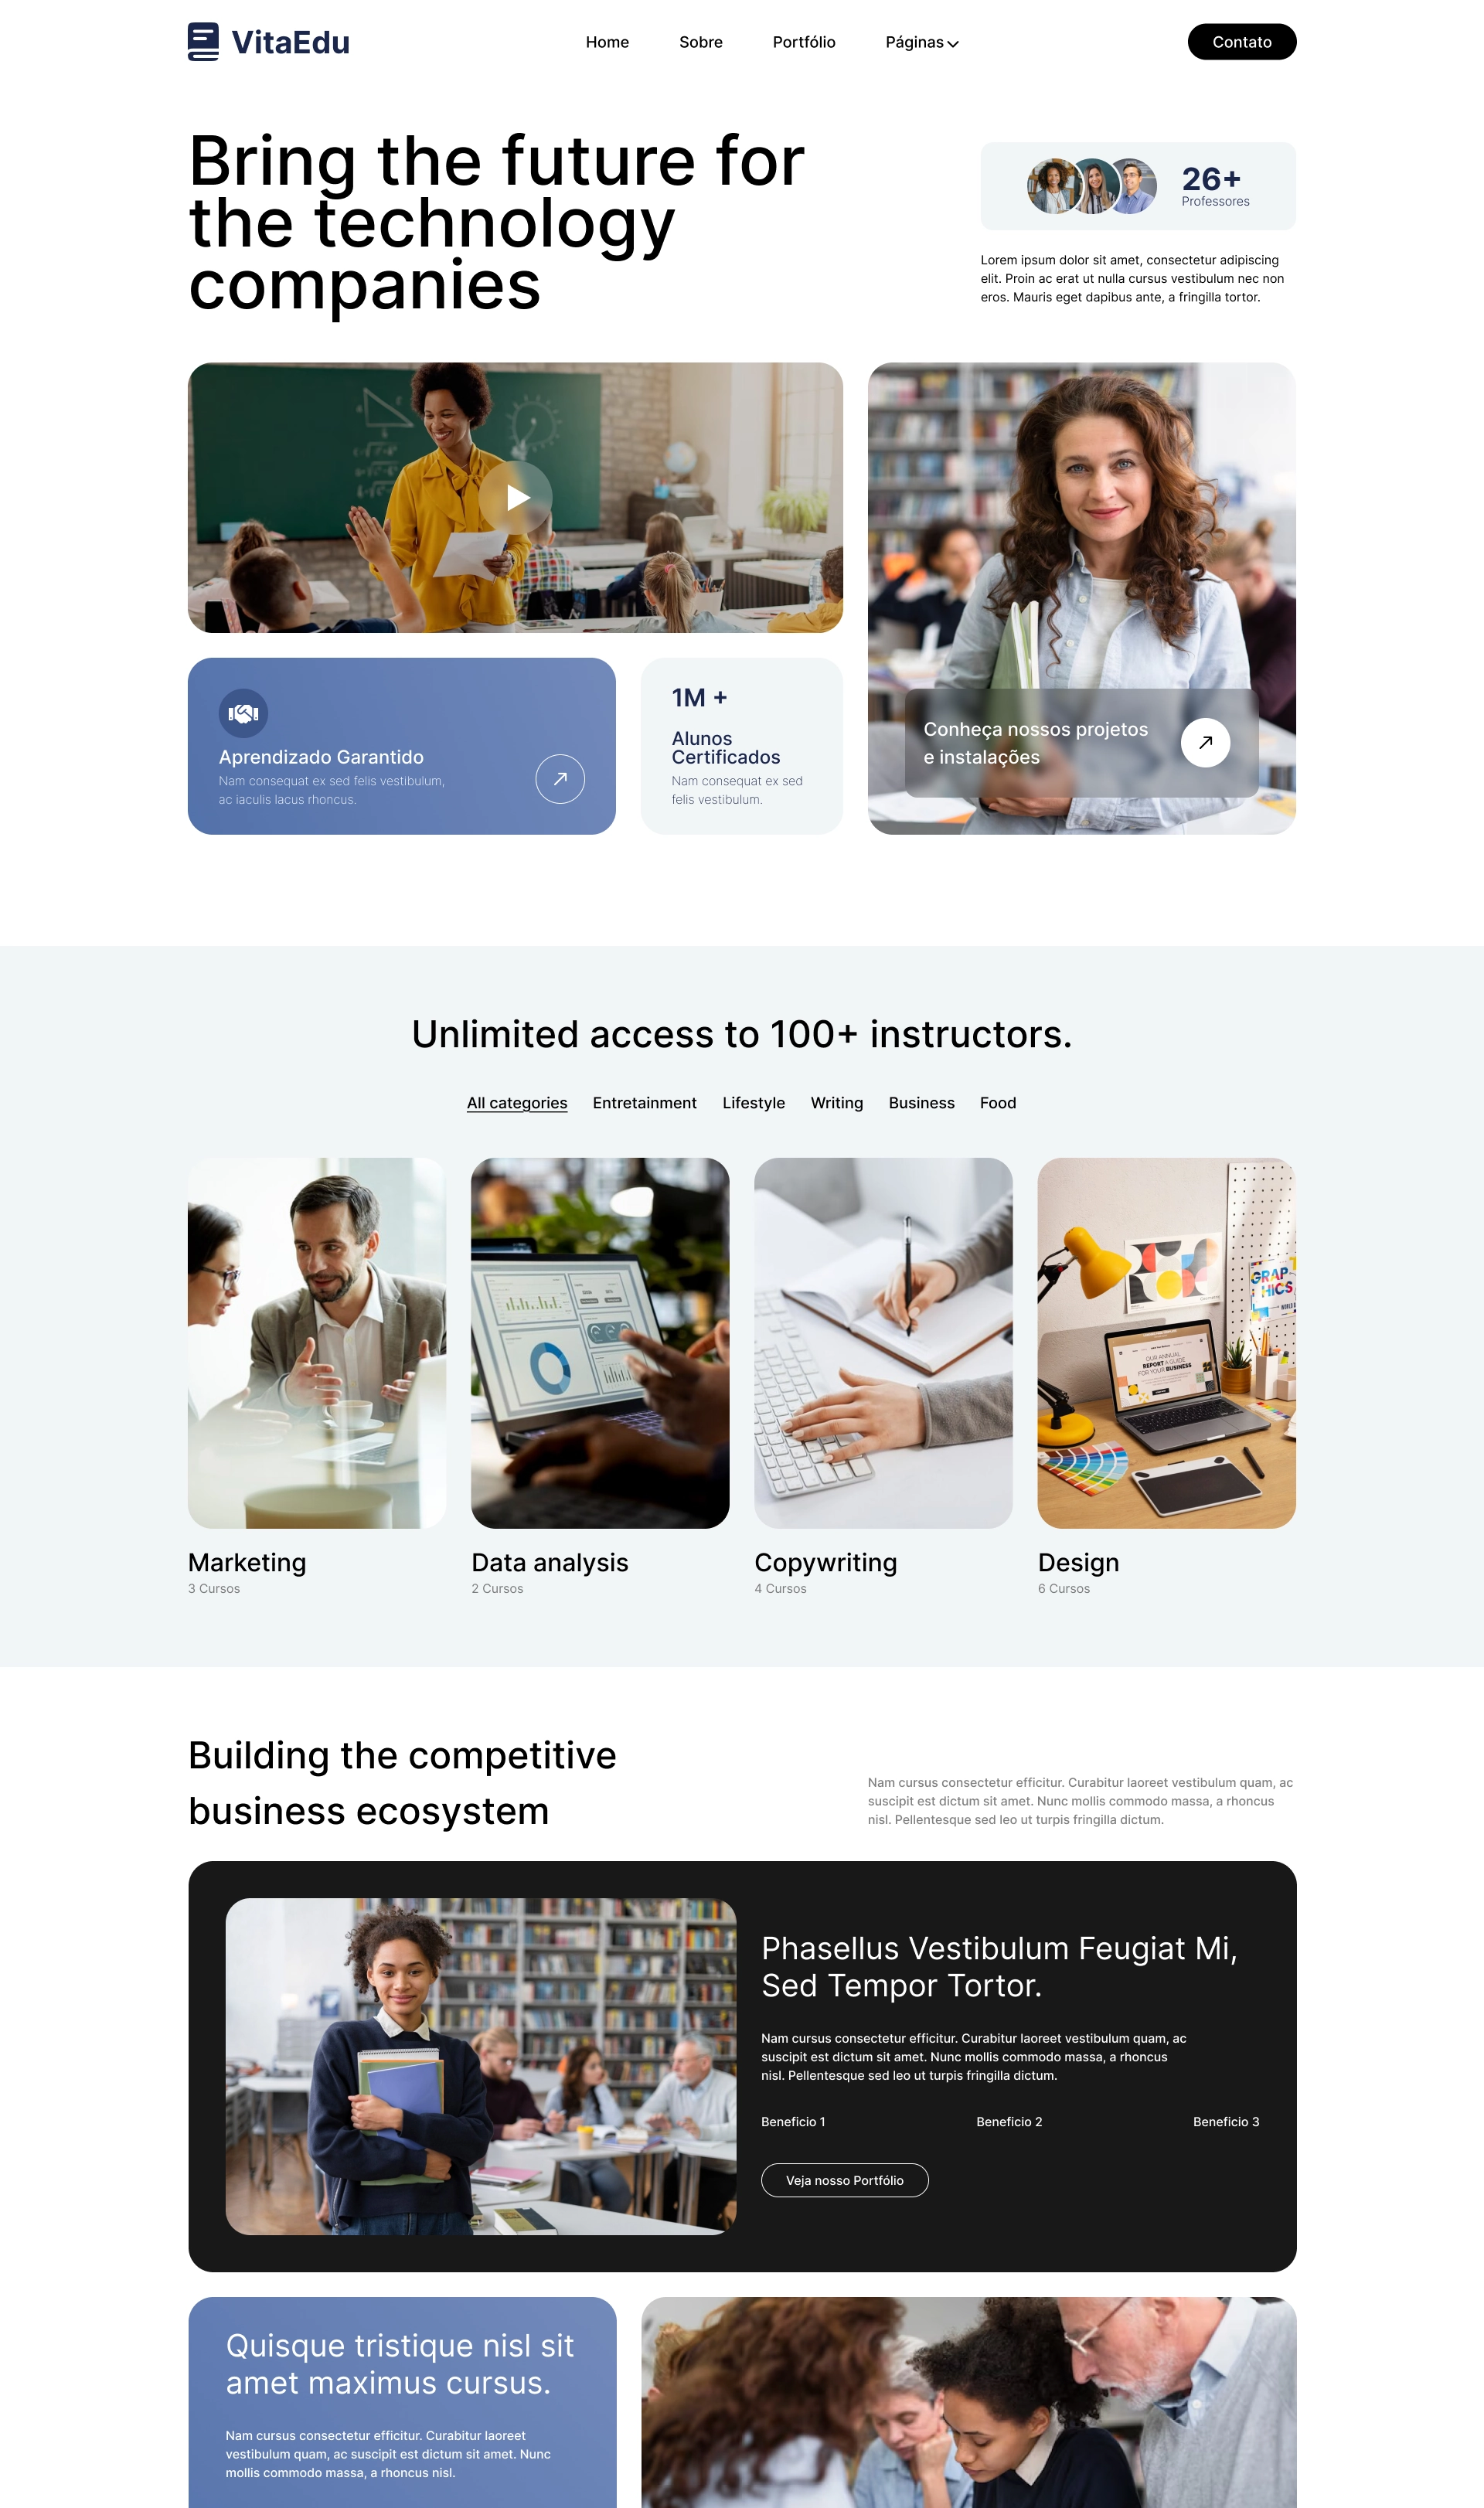 VitaEdu
Home
Sobre
Portfólio
Páginas
Contato
Bring the future for
the technology
companies
26+
Professores
Lorem ipsum dolor sit amet, consectetur adipiscing
elit. Proin ac erat ut nulla cursus vestibulum nec non
eros. Mauris eget dapibus ante, a fringilla tortor.
Aprendizado Garantido
Nam consequat ex sed felis vestibulum,
ac iaculis lacus rhoncus.
1M +
Alunos
Certificados
Nam consequat ex sed
felis vestibulum.
Conheça nossos projetos
e instalações
Unlimited access to 100+ instructors.
All categories
Entretainment
Lifestyle
Writing
Business
Food
GRAP
HICS
OUR ANNUAL
REPORT A GUIDE
FOR YOUR BUSINESS
Marketing
3 Cursos
Data analysis
2 Cursos
Copywriting
4 Cursos
Design
6 Cursos
Building the competitive
business ecosystem
Nam cursus consectetur efficitur. Curabitur laoreet vestibulum quam, ac
suscipit est dictum sit amet. Nunc mollis commodo massa, a rhoncus
nisl. Pellentesque sed leo ut turpis fringilla dictum.
Phasellus Vestibulum Feugiat Mi,
Sed Tempor Tortor.
Nam cursus consectetur efficitur. Curabitur laoreet vestibulum quam, ac
suscipit est dictum sit amet. Nunc mollis commodo massa, a rhoncus
nisl. Pellentesque sed leo ut turpis fringilla dictum.
Beneficio 1
Beneficio 2
Beneficio 3
Veja nosso Portfólio
Quisque tristique nisl sit
amet maximus cursus.
Nam cursus consectetur efficitur. Curabitur laoreet
vestibulum quam, ac suscipit est dictum sit amet. Nunc
mollis commodo massa, a rhoncus nisl.